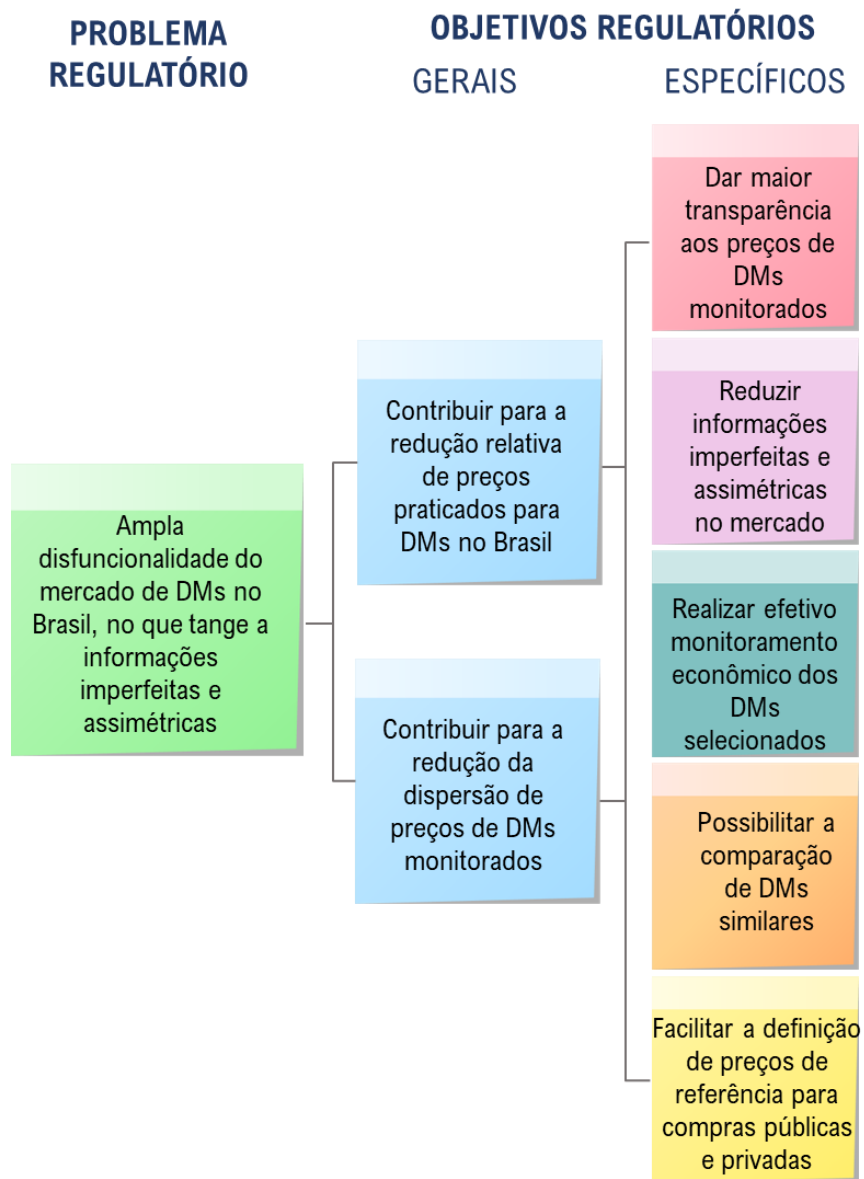 PROBLEMA
REGULATÓRIO
OBJETIVOS REGULATÓRIOS
GERAIS
ESPECÍFICOS
Ampla
disfuncionalidade do
mercado de DMs no
Brasil, no que tange a
informações
imperfeitas e
assimétricas
Contribuir para a
redução relativa
de preços
praticados para
DMs no Brasil
Contribuir para a
redução da
dispersão de
preços de DMs
monitorados
Dar maior
transparência
aos preços de
DMs
monitorados
Reduzir
informações
imperfeitas e
assimétricas
no mercado
Realizar efetivo
monitoramento
econômico dos
DMs
selecionados
Possibilitar a
comparação
de DMs
similares
Facilitar a definição
de preços de
referência para
compras públicas
e privadas